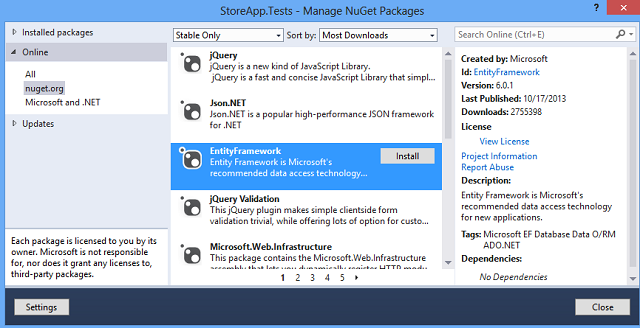 StoreApp.Tests - Manage NuGet Packages
Installed packages
Online
All
nuget.org
Microsoft and .NET
Updates
Each package is licensed to you by its
owner. Microsoft is not responsible
for, nor does it grant any licenses to,
third-party packages.
Stable Only
Sort by: Most Downloads
jQuery
jQuery is a new kind of JavaScript Library.
jQuery is a fast and concise JavaScript Library that simpl...
Json.NET
Json.NET is a popular high-performance JSON framework
for .NET
EntityFramework
Entity Framework is Microsoft's
recommended data access technology...
Install
jQuery Validation
This jQuery plugin makes simple clientside form
validation trivial, while offering lots of option for custo...
Microsoft.Web.Infrastructure
This package contains the Microsoft.Web.Infrastructure
assembly that lets you dynamically register HTTP modu
1 2 3 4 5
Search Online (Ctrl+E)
Created by: Microsoft
Id: EntityFramework
Version: 6.0.1
Last Published: 10/17/2013
Downloads: 2755398
License
View License
Project Information
Report Abuse
Description:
Entity Framework is Microsoft's
recommended data access technology
for new applications.
Tags: Microsoft EF Database Data O/RM
ADO.NET
Dependencies:
No Dependencies
Settings
Close